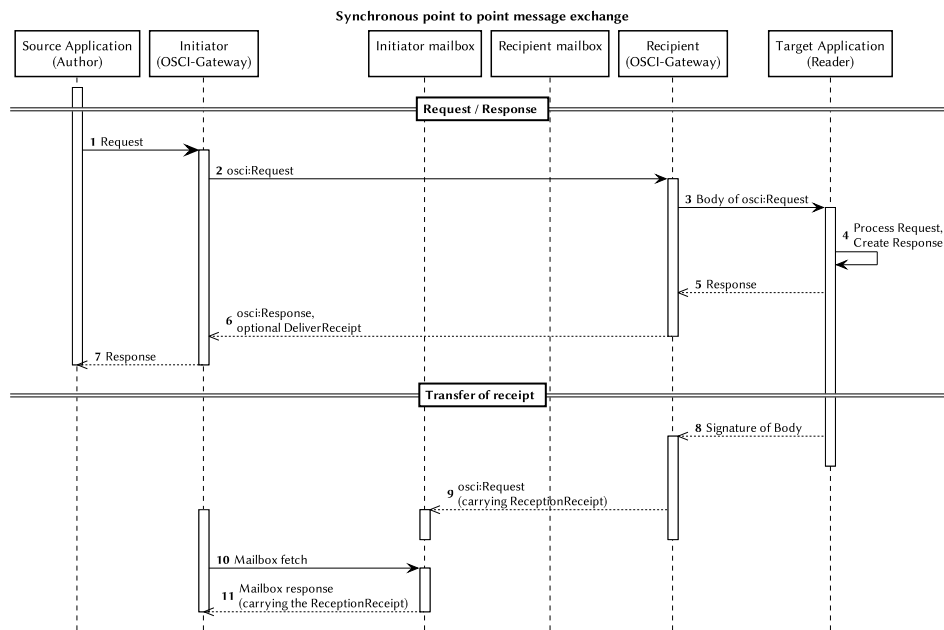 Synchronous point to point message exchange
Source Application
(Author)
Initiator
(OSCI-Gateway)
Initiator mailbox
Recipient mailbox
Recipient
(OSCI-Gateway)
Target Application
(Reader)
Request / Response
1 Request
2 osci:Request
3 Body of osci:Request
4 Process Request,
Create Response
5 Response
6 osci:Response,
optional DeliverReceipt
7 Response
Transfer of receipt
8 Signature of Body
9 osci:Request
(carrying ReceptionReceipt)
10 Mailbox fetch
11 Mailbox response
(carrying the ReceptionReceipt)